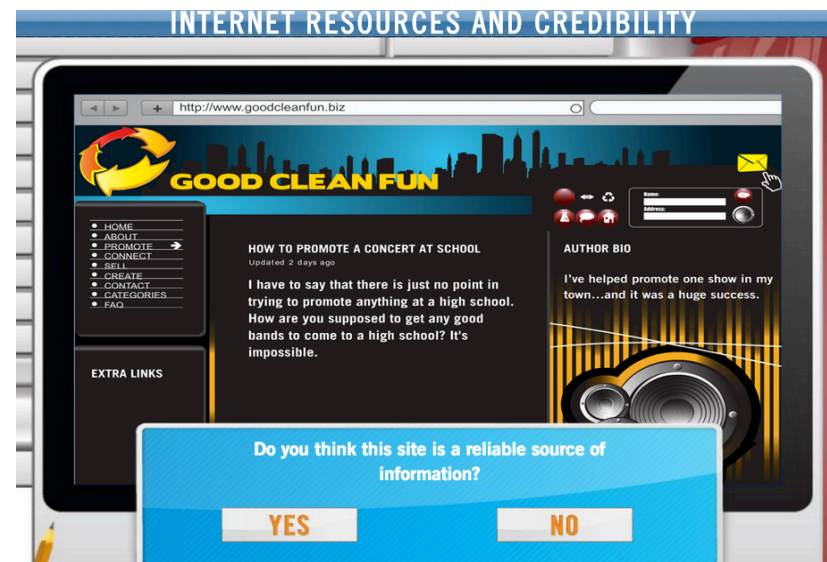 INTERNET RESOURCES AND CREDIBILITY
http://www.goodcleanfun.biz
GOOD CLEAN FUN
Name:
Address:
HOME
ABOUT
PROMOTE
CONNECT
SELL
CREATE
CONTACT
CATEGORIES
FAQ
EXTRA LINKS
HOW TO PROMOTE A CONCERT AT SCHOOL
Updated 2 days ago
I have to say that there is just no point in
trying to promote anything at a high school.
How are you supposed to get any good
bands to come to a high school? It's
impossible.
AUTHOR BIO
I've helped promote one show in my
town...and it was a huge success.
Do you think this site is a reliable source of
information?
YES
NO